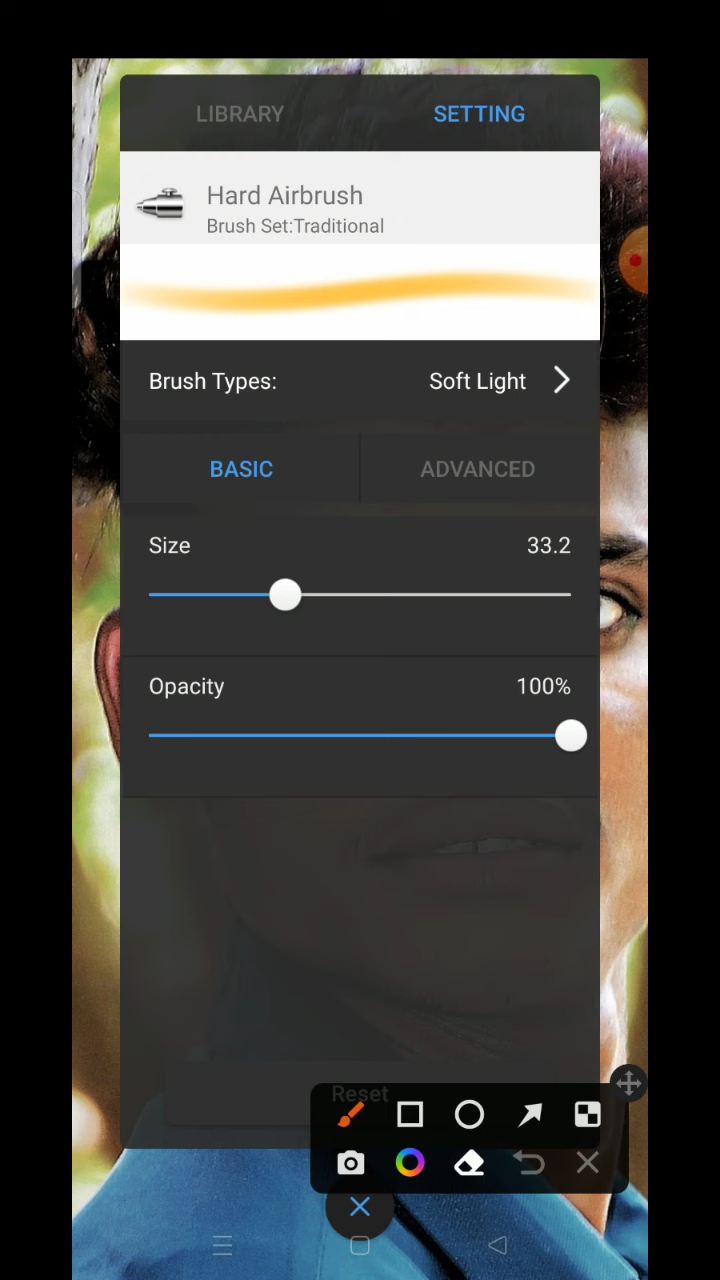 LIBRARY
SETTING
Hard Airbrush
Brush Set:Traditional
Brush Types:
Soft Light
BASIC
ADVANCED
Size
33.2
Opacity
100%
Reset